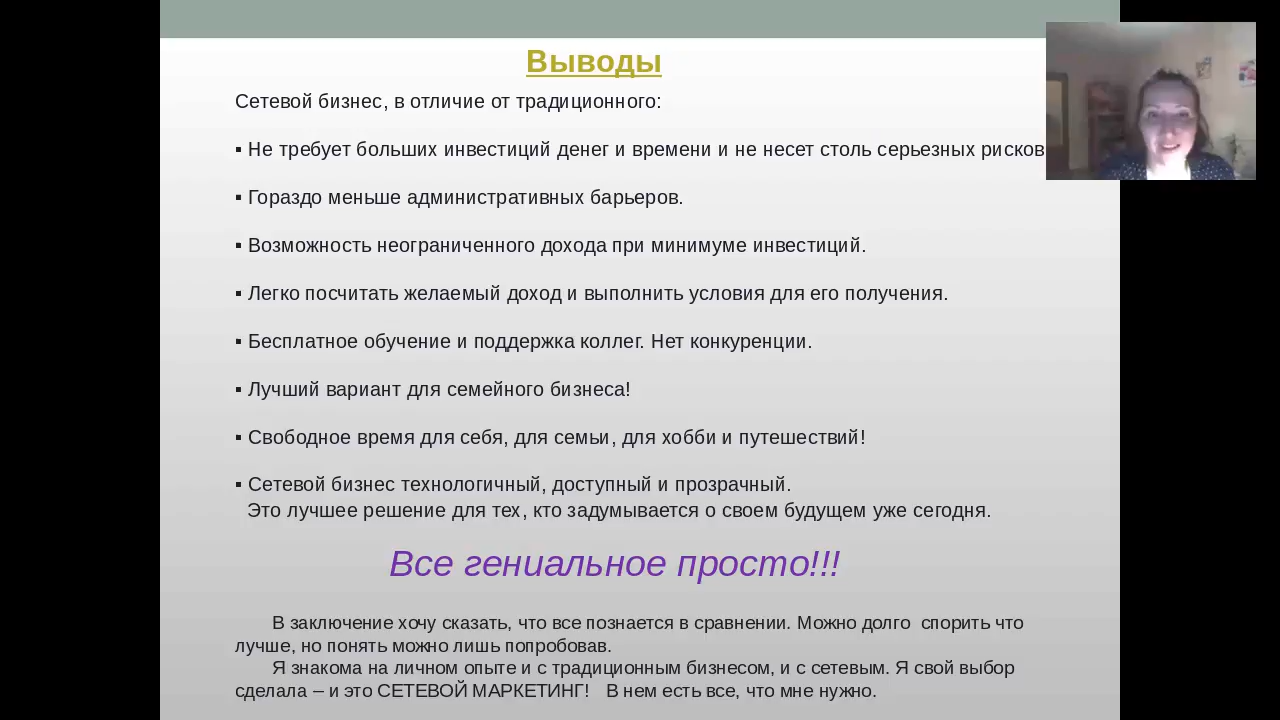 Выводы
Сетевой бизнес, в отличие от традиционного:
▪ Не требует больших инвестиций денег и времени и не несет столь серьезных рисков
▪ Гораздо меньше административных барьеров.
▪ Возможность неограниченного дохода при минимуме инвестиций.
▪ Легко посчитать желаемый доход и выполнить условия для его получения.
▪ Бесплатное обучение и поддержка коллег. Нет конкуренции.
▪ Лучший вариант для семейного бизнеса!
▪ Свободное время для себя, для семьи, для хобби и путешествий!
▪ Сетевой бизнес технологичный, доступный и прозрачный.
Это лучшее решение для тех, кто задумывается о своем будущем уже сегодня.
Все гениальное просто!!!
В заключение хочу сказать, что все познается в сравнении. Можно долго  спорить что
лучше, но понять можно лишь попробовав.
Я знакома на личном опыте и с традиционным бизнесом, и с сетевым. Я свой выбор
сделала – и это СЕТЕВОЙ МАРКЕТИНГ!   В нем есть все, что мне нужно.